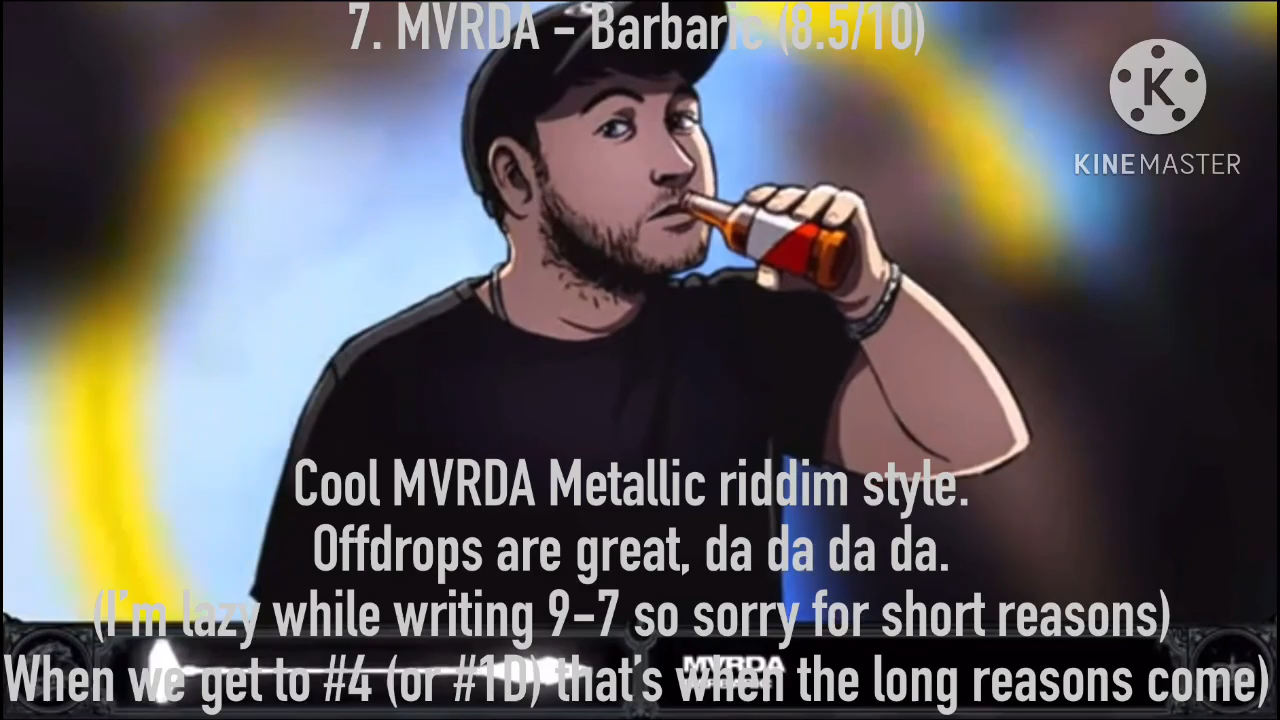 7. MVRDA - Barbaric (8.5/10)
K
KINEMASTER
Cool MVRDA Metallic riddim style.
Offdrops are great, da da da da.
(I'm lazy while writing 9-7 so sorry for short reasons)
MVRDA
When we get to #4 (or #1D) that's when the long reasons come)